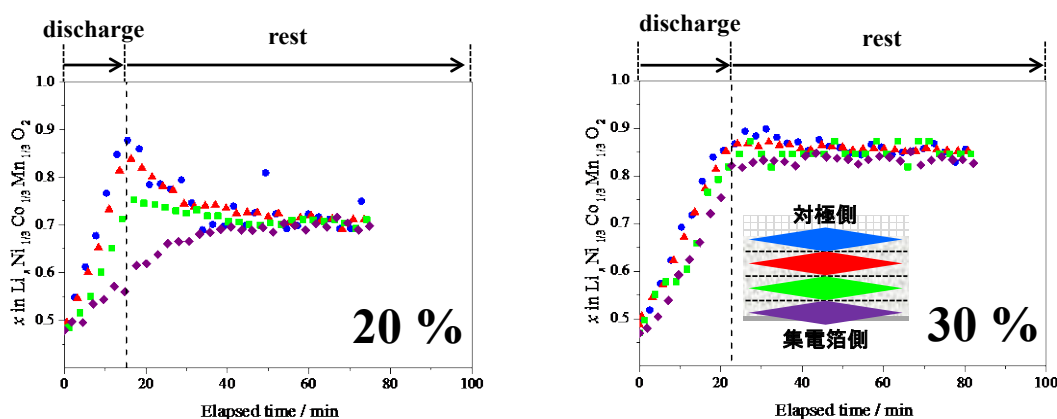 discharge
rest
1.0
0.9
0.8
0.7
0.6
0.5
x in Li x Ni 1/3 Co 1/3 Mn 1/3 O 2
0
20
40
60
80
100
Elapsed time / min
20 %
discharge
rest
1.0
0.9
0.8
0.7
0.6
0.5
x in Li x Ni 1/3 Co 1/3 Mn 1/3 O 2
対極側
集電箔側
30 %
0
20
40
60
80
100
Elapsed time / min